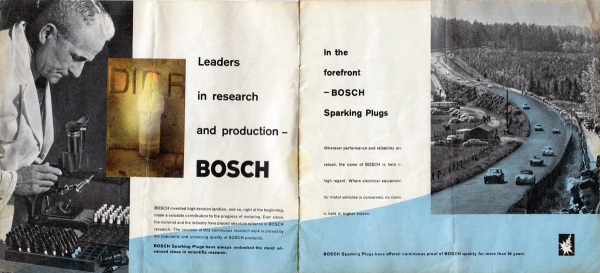 Leaders
in research
and production –
BOSCH
BOSCH invented high tension ignition, and so, right at the beginning,
made a valuable contribution to the progress of motoring. Ever since,
the motorist and the industry have placed absolute reliance in BOSCH
research. The success of this continuous research work is proved by
the popularity and unvarying quality of BOSCH products.
BOSCH Sparking Plugs have always embodied the most ad-
vanced ideas in scientific research.
In the
forefront
– BOSCH
Sparking Plugs
Wherever performance and reliability are
valued, the name of BOSCH is held in
high regard. Where electrical equipment
for motor vehicles is concerned, no name
is held in higher esteem.
BOSCH Sparking Plugs have offered continuous proof of BOSCH quality for more than 50 years.